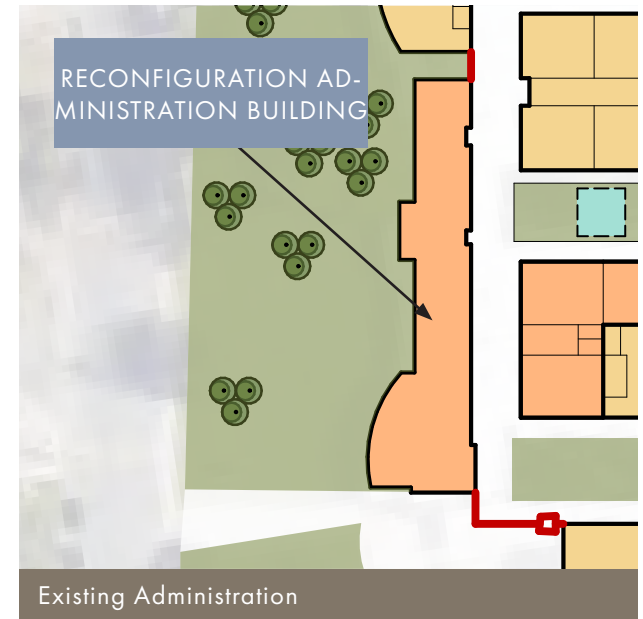 RECONFIGURATION AD-
MINISTRATION BUILDING
Existing Administration